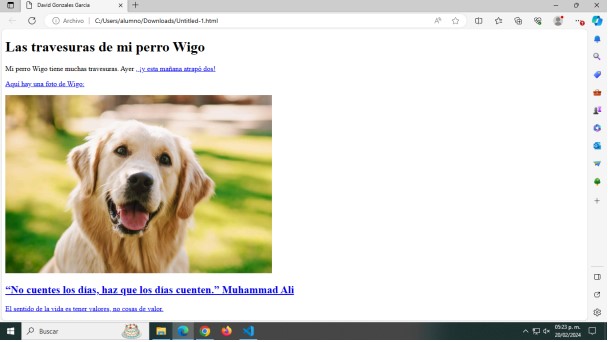 David Gonzales Garcia
Archivo
C:/Users/alumno/Downloads/Untitled-1.html
Las travesuras de mi perro Wigo
Mi perro Wigo tiene muchas travesuras. Ayer , ¡y esta mañana atrapó dos!
Aqui hay una foto de Wigo:
“No cuentes los días, haz que los días cuenten.” Muhammad Ali
El sentido de la vida es tener valores, no cosas de valor.
Buscar
05:23 p. m.
20/02/2024